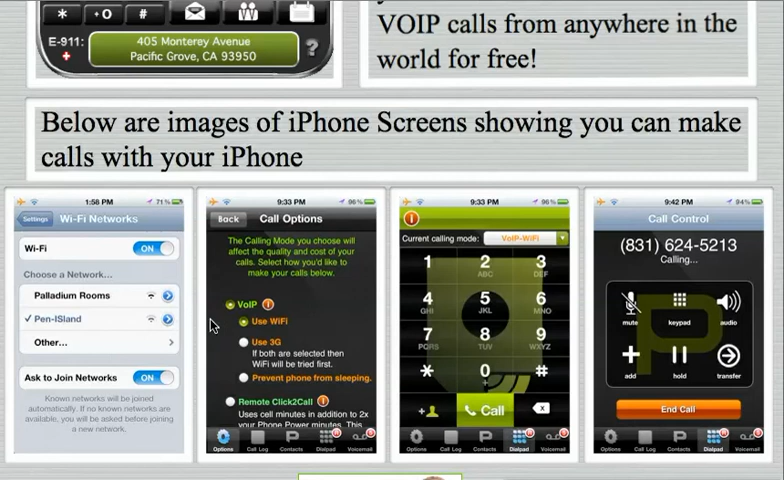 * +O #
E-911:
405 Monterey Avenue
Pacific Grove, CA 93950
?
VOIP calls from anywhere in the
world for free!
Below are images of iPhone Screens showing you can make
calls with your iPhone
1:58 PM 71%
Settings Wi-Fi Networks
Wi-Fi ON
Choose a Network...
Palladium Rooms
✓ Pen-ISland
Other...
Ask to Join Networks ON
Known networks will be joined
automatically. If no known networks are
available, you will be asked before joining
a new network.
9:33 PM 96%
Back Call Options
The Calling Mode you choose will
affect the quality and cost of your
calls. Select how you'd like to
make your calls below.
VoIP
Use WiFi
Use 3G
If both are selected then
WiFi will be tried first.
Prevent phone from sleeping.
Remote Click2Call
Uses cell minutes in addition to 2x
your Phone Power minutes. This
Options Call Log Contacts Dialpad Voicemail
9:33 PM 96%
Current calling mode: VoIP-WiFi
1 2 3
ABC DEF
4 5 6
GHI JKL MNO
7 8 9
PQRS TUV WXYZ
* 0 #
+
Call
Options Call Log Contacts Dialpad Voicemail
9:42 PM 94%
Call Control
(831) 624-5213
Calling...
mute keypad audio
add hold transfer
End Call
Options Call Log Contacts Dialpad Voicemail